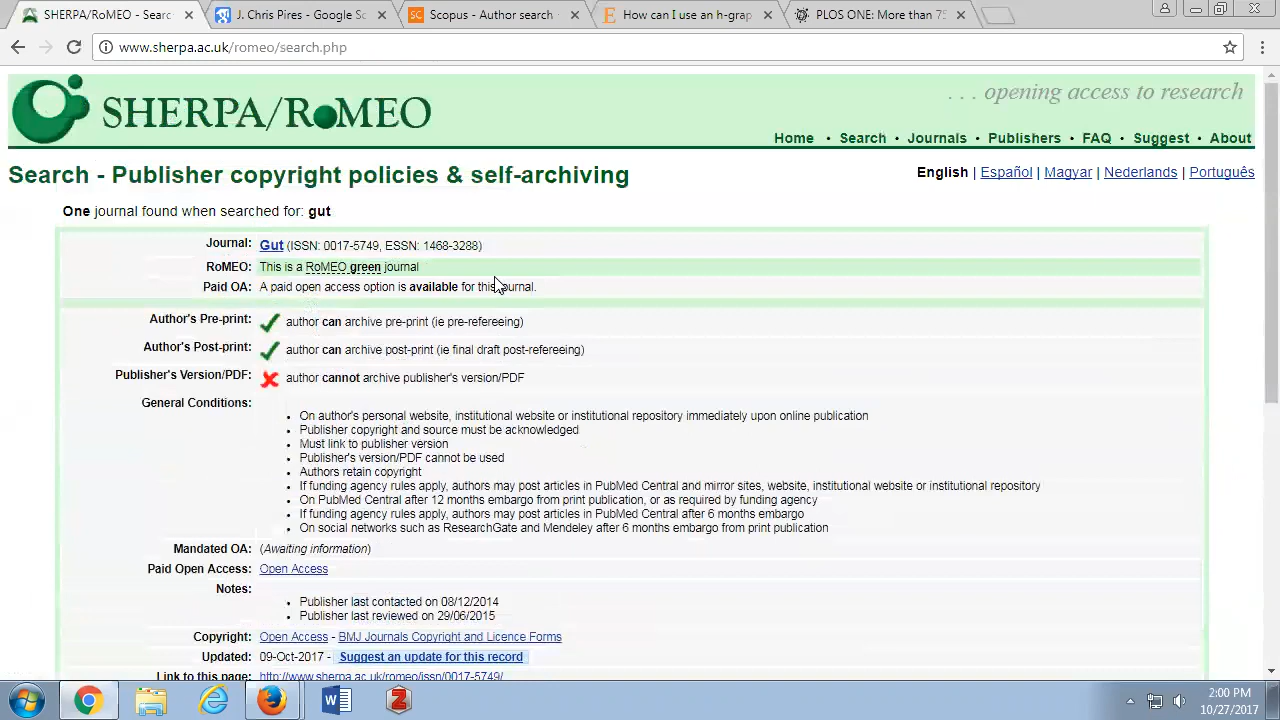 SHERPA/RoMEO - Searc
J. Chris Pires - Google Sc
Scopus - Author search
How can I use an h-grap
PLOS ONE: More than 75
www.sherpa.ac.uk/romeo/search.php
SHERPA/RoMEO
. . . opening access to research
Home • Search • Journals • Publishers • FAQ • Suggest • About
Search - Publisher copyright policies & self-archiving
English | Español | Magyar | Nederlands | Português
One journal found when searched for: gut
Journal: Gut (ISSN: 0017-5749, ESSN: 1468-3288)
RoMEO: This is a RoMEO green journal
Paid OA: A paid open access option is available for this journal.
Author's Pre-print: author can archive pre-print (ie pre-refereeing)
Author's Post-print: author can archive post-print (ie final draft post-refereeing)
Publisher's Version/PDF: author cannot archive publisher's version/PDF
General Conditions:
• On author's personal website, institutional website or institutional repository immediately upon online publication
• Publisher copyright and source must be acknowledged
• Must link to publisher version
• Publisher's version/PDF cannot be used
• Authors retain copyright
• If funding agency rules apply, authors may post articles in PubMed Central and mirror sites, website, institutional website or institutional repository
• On PubMed Central after 12 months embargo from print publication, or as required by funding agency
• If funding agency rules apply, authors may post articles in PubMed Central after 6 months embargo
• On social networks such as ResearchGate and Mendeley after 6 months embargo from print publication
Mandated OA: (Awaiting information)
Paid Open Access: Open Access
Notes:
• Publisher last contacted on 08/12/2014
• Publisher last reviewed on 29/06/2015
Copyright: Open Access - BMJ Journals Copyright and Licence Forms
Updated: 09-Oct-2017 - Suggest an update for this record
Link to this page: http://www.sherpa.ac.uk/romeo/issn/0017-5749/
2:00 PM
10/27/2017